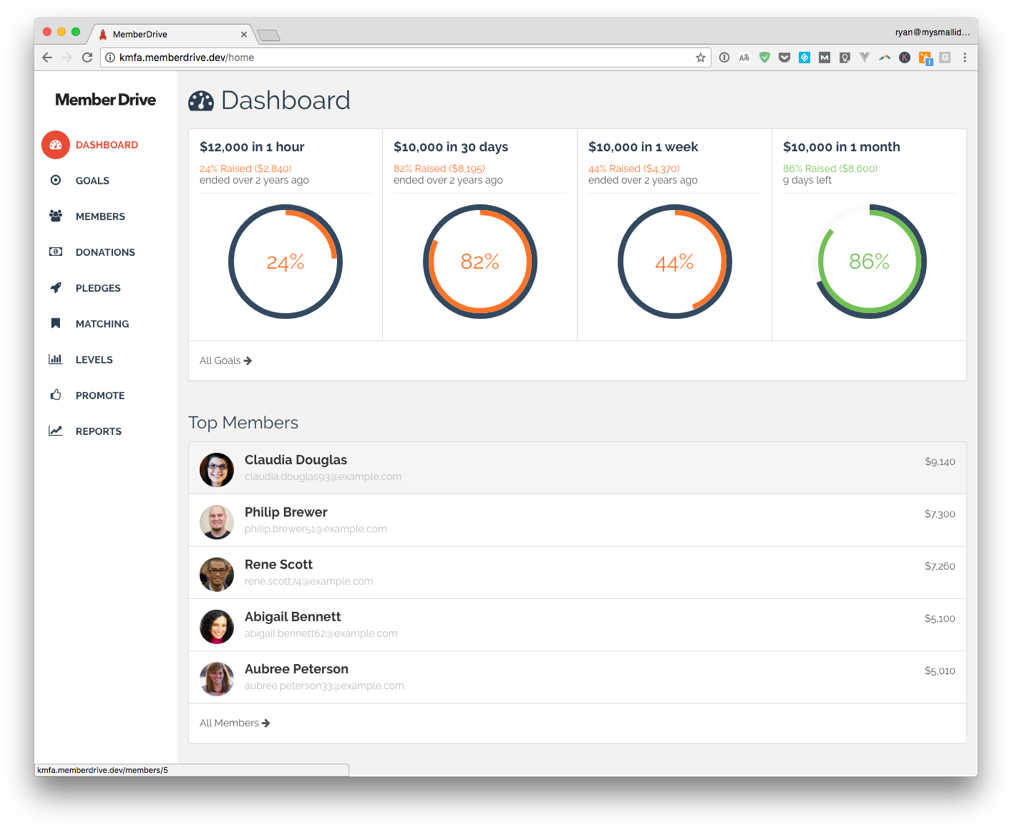 MemberDrive
ryan@mysmallid...
kmfa.memberdrive.dev/home
Member Drive
Dashboard
DASHBOARD
GOALS
MEMBERS
DONATIONS
PLEDGES
MATCHING
LEVELS
PROMOTE
REPORTS
$12,000 in 1 hour
24% Raised ($2,840)
ended over 2 years ago
24%
$10,000 in 30 days
82% Raised ($8,195)
ended over 2 years ago
82%
$10,000 in 1 week
44% Raised ($4,370)
ended over 2 years ago
44%
$10,000 in 1 month
86% Raised ($8,600)
9 days left
86%
All Goals
Top Members
Claudia Douglas
$9,140
claudia.douglas93@example.com
Philip Brewer
$7,300
philip.brewer51@example.com
Rene Scott
$7,260
rene.scott74@example.com
Abigail Bennett
$5,100
abigail.bennett62@example.com
Aubree Peterson
$5,010
aubree.peterson33@example.com
All Members
kmfa.memberdrive.dev/members/5